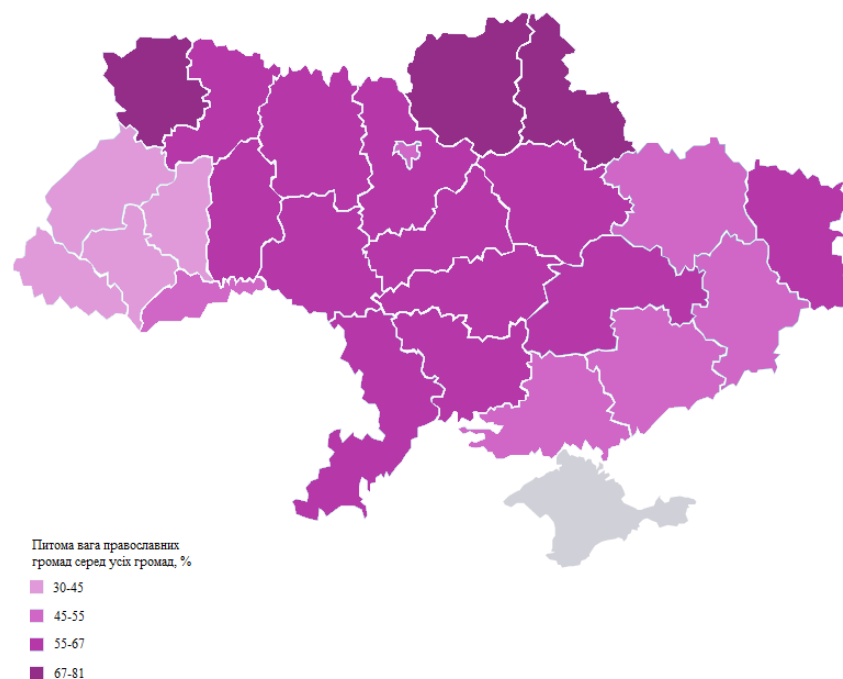 Питома вага православних
громад серед усіх громад, %
30-45
45-55
55-67
67-81